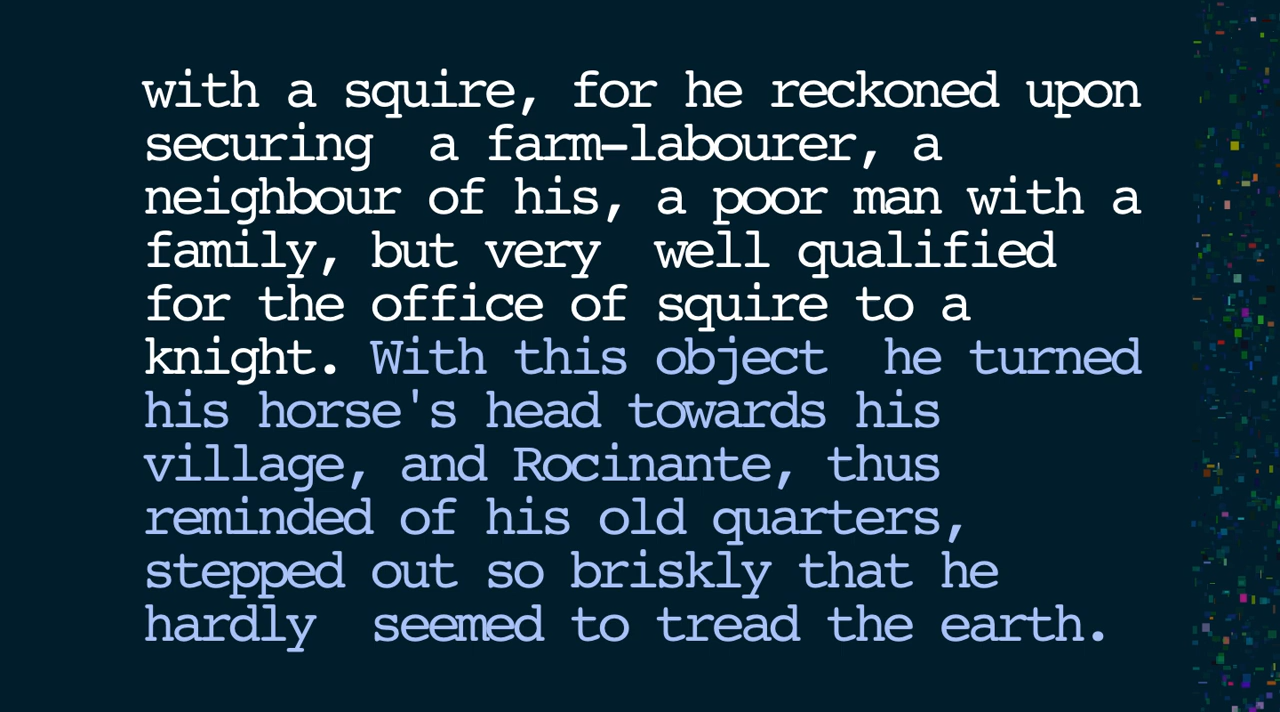 with a squire, for he reckoned upon
securing  a farm-labourer, a
neighbour of his, a poor man with a
family, but very  well qualified
for the office of squire to a
knight. With this object  he turned
his horse's head towards his
village, and Rocinante, thus
reminded of his old quarters,
stepped out so briskly that he
hardly  seemed to tread the earth.